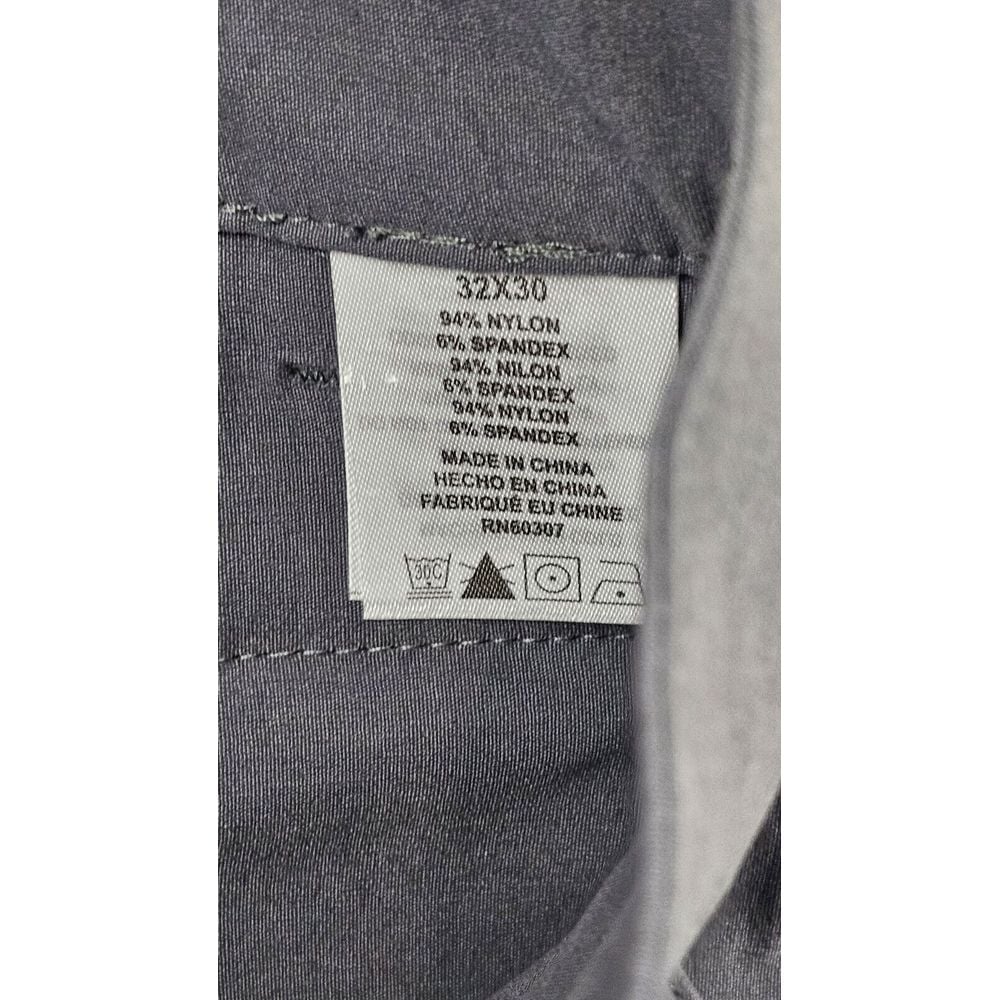 32X30
94% NYLON
6% SPANDEX
94% NILON
6% SPANDEX
94% NYLON
6% SPANDEX
MADE IN CHINA
HECHO EN CHINA
FABRIQUÉ EU CHINE
RN60307
30C